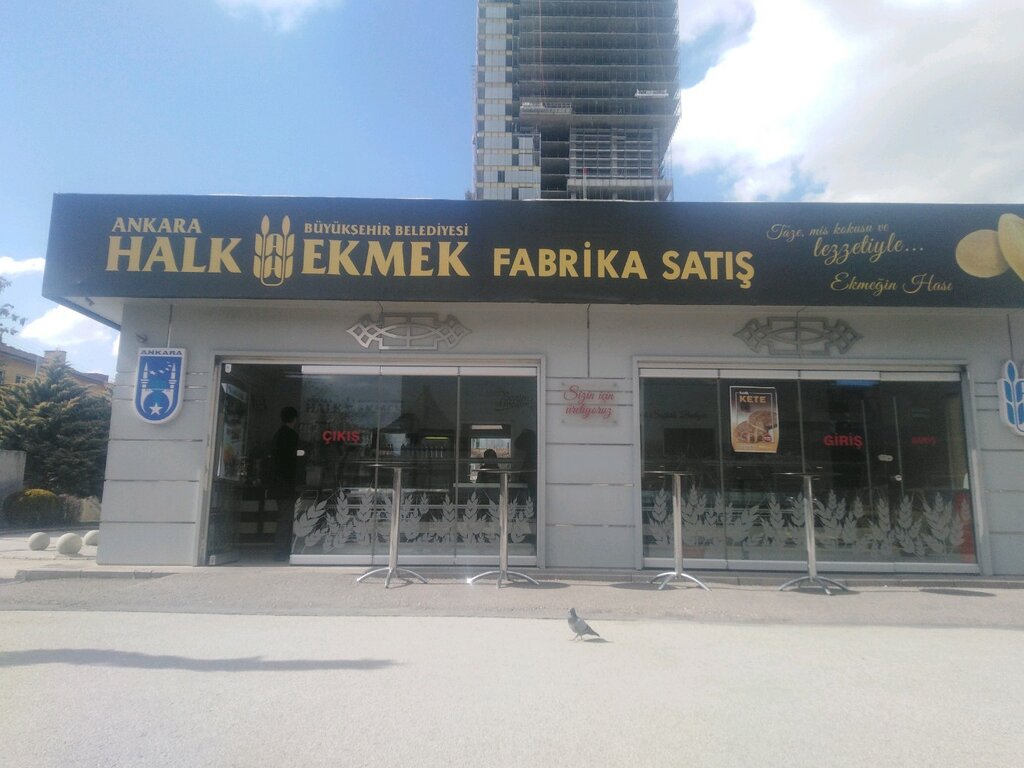 ANKARA
BÜYÜKŞEHİR BELEDİYESİ
HALK EKMEK
FABRİKA SATIŞ
Taze, mis kokusu ve
lezzetiyle...
Ekmeğin Hası
ANKARA
ÇIKIŞ
Sizin için
üretiyoruz
KETE
GİRİŞ